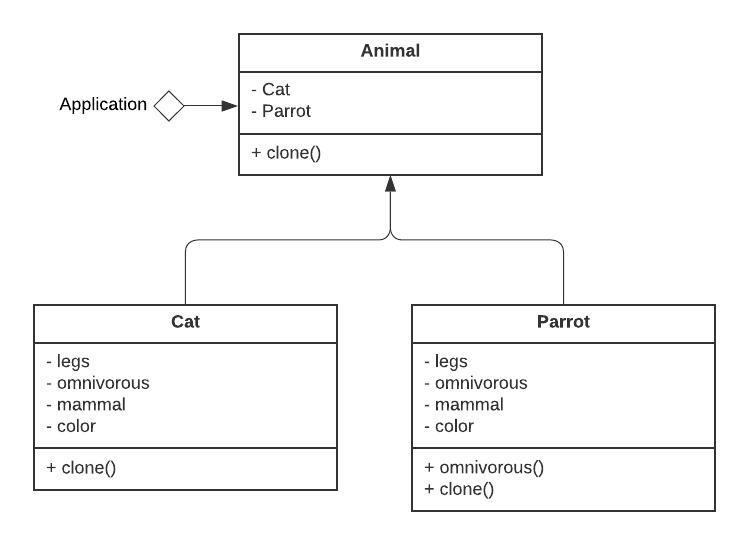 Animal
- Cat
- Parrot
+ clone()
Application
Cat
- legs
- omnivorous
- mammal
- color
+ clone()
Parrot
- legs
- omnivorous
- mammal
- color
+ omnivorous()
+ clone()